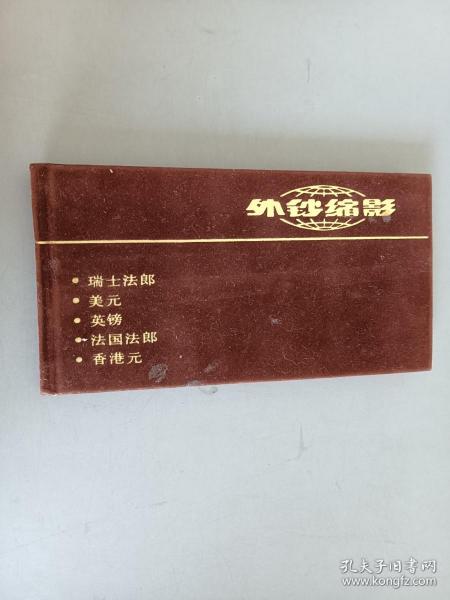 外钞缩影
• 瑞士法郎
• 美元
• 英镑
• 法国法郎
• 香港元
孔夫子旧书网
www.kongfz.com